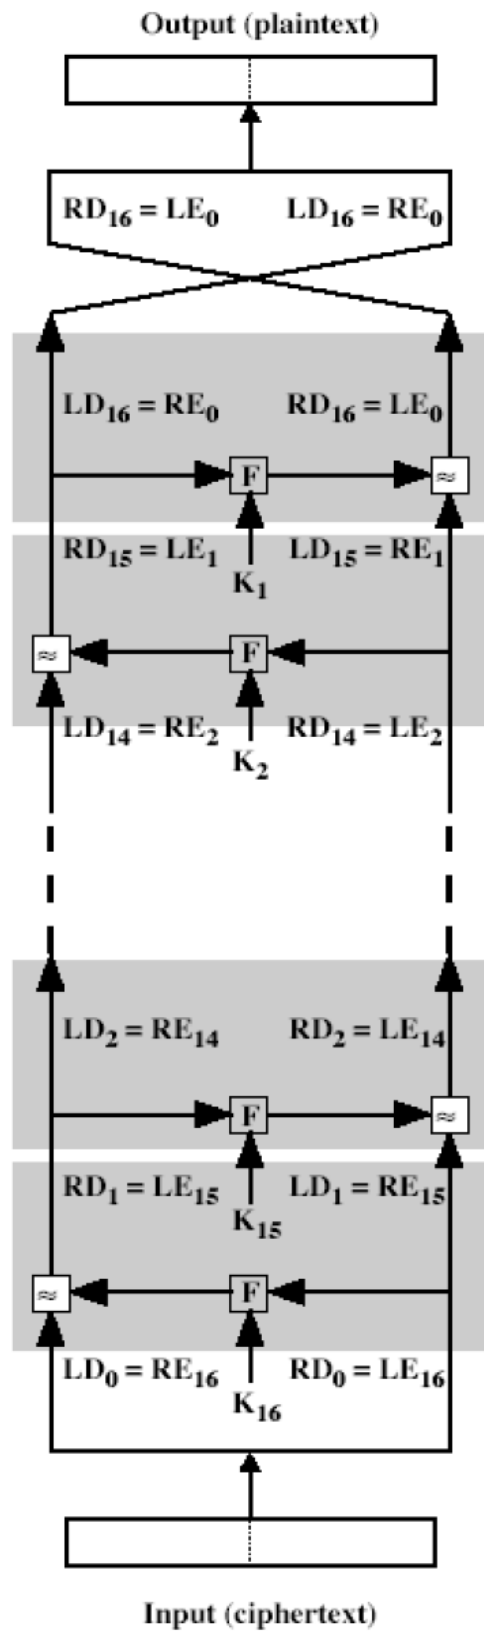 Output (plaintext)
RD₁₆ = LE₀ LD₁₆ = RE₀
LD₁₆ = RE₀ RD₁₆ = LE₀
F ≈
RD₁₅ = LE₁ LD₁₅ = RE₁
K₁
≈ F
LD₁₄ = RE₂ RD₁₄ = LE₂
K₂
LD₂ = RE₁₄ RD₂ = LE₁₄
F ≈
RD₁ = LE₁₅ LD₁ = RE₁₅
K₁₅
≈ F
LD₀ = RE₁₆ RD₀ = LE₁₆
K₁₆
Input (ciphertext)